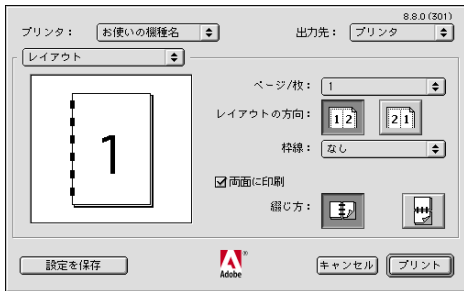 8.8.0 (301)
プリンタ： お使いの機種名 出力先： プリンタ
レイアウト
ページ/枚： 1
レイアウトの方向： 1 2 2 1
枠線： なし
両面に印刷
綴じ方：
1
設定を保存 Adobe キャンセル プリント